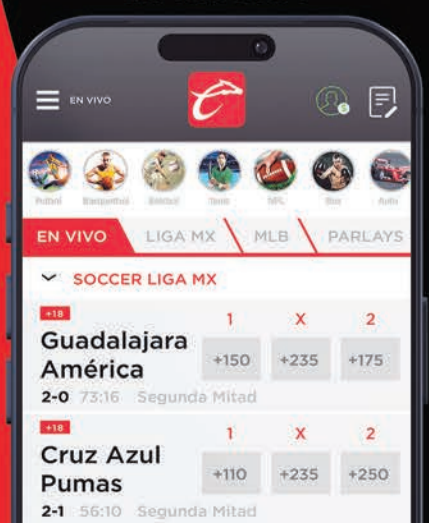 EN VIVO
Futbol Basquetbol Beisbol Tenis NFL Box Auto
EN VIVO LIGA MX MLB PARLAYS
SOCCER LIGA MX
+18
1 X 2
Guadalajara
América
+150 +235 +175
2-0 73:16 Segunda Mitad
+18
1 X 2
Cruz Azul
Pumas
+110 +235 +250
2-1 56:10 Segunda Mitad